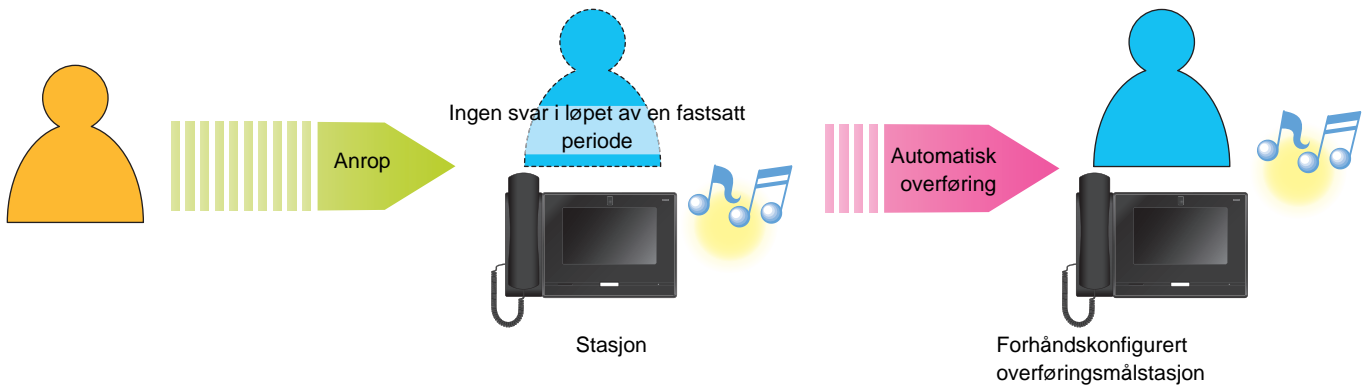 Ingen svar i løpet av en fastsatt
periode
Anrop
Automatisk
overføring
Stasjon
Forhåndskonfigurert
overføringsmålstasjon